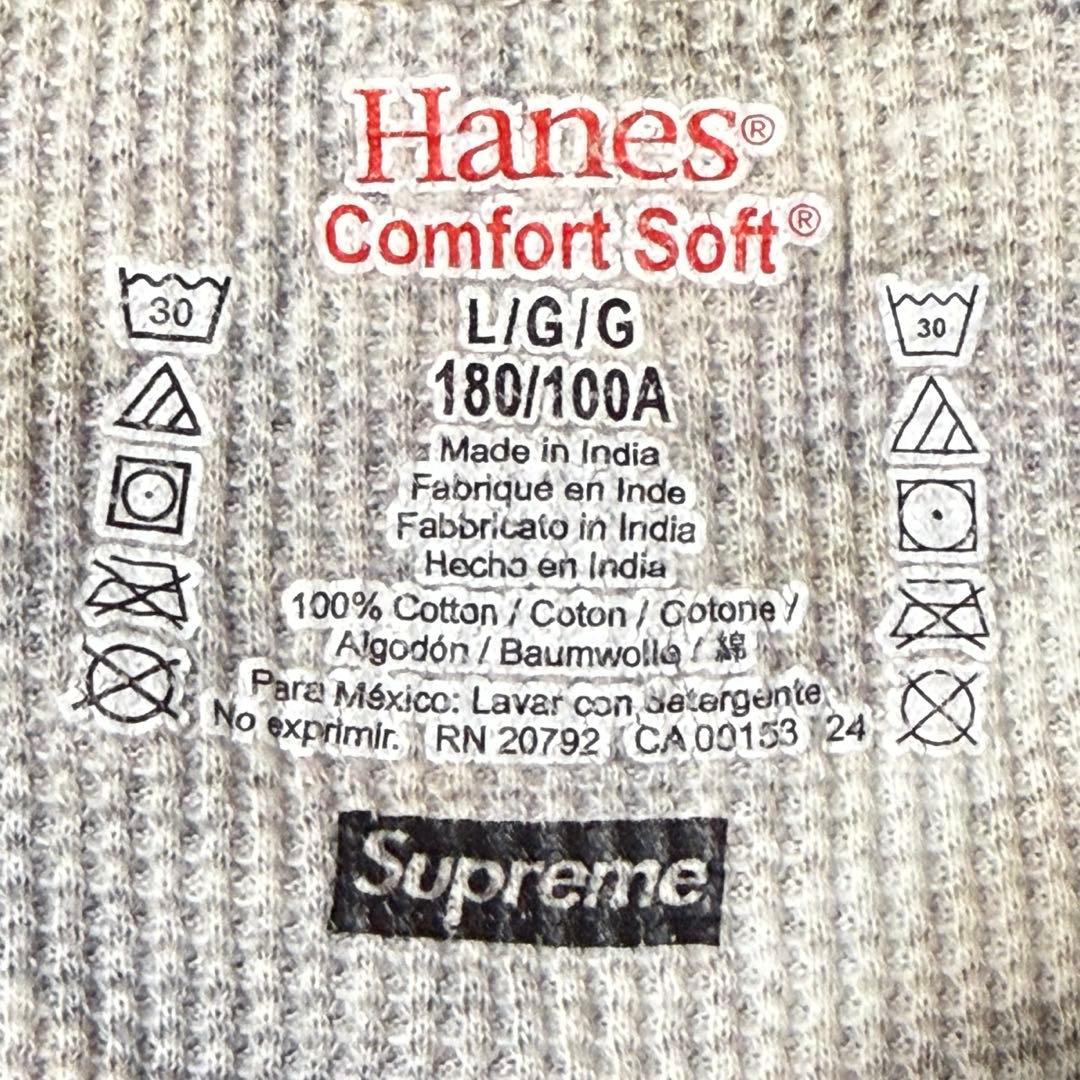 Hanes®
Comfort Soft®
L/G/G
180/100A
30
30
Made in India
Fabriqué en Inde
Fabbricato in India
Hecho en India
100% Cotton / Coton / Cotone /
Algodón / Baumwolle / 綿
Para México: Lavar con detergente.
No exprimir. RN 20792 CA 00153 24
Supreme